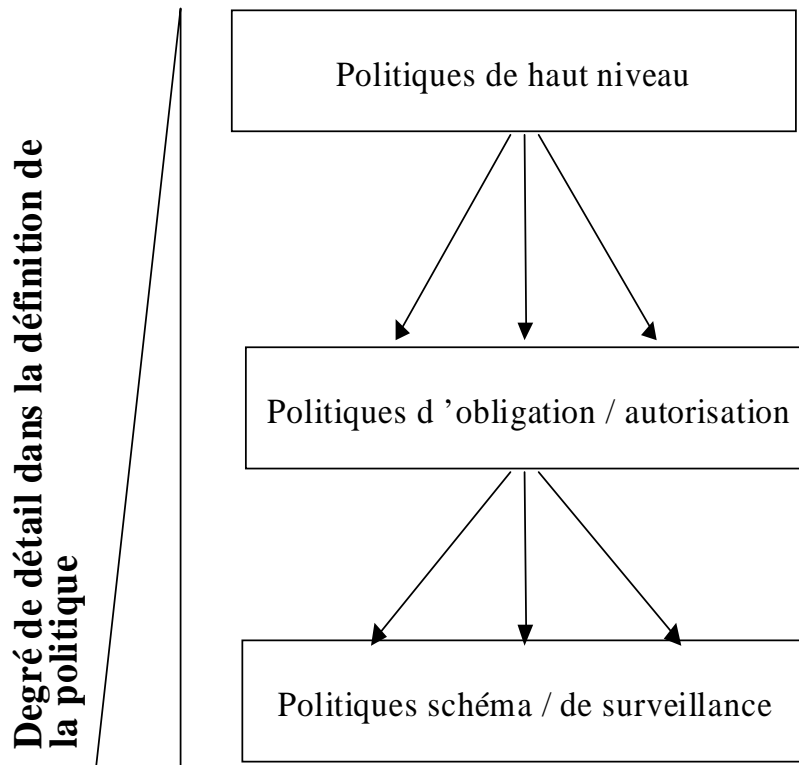 Degré de détail dans la définition de
la politique
Politiques de haut niveau
Politiques d ’obligation / autorisation
Politiques schéma / de surveillance